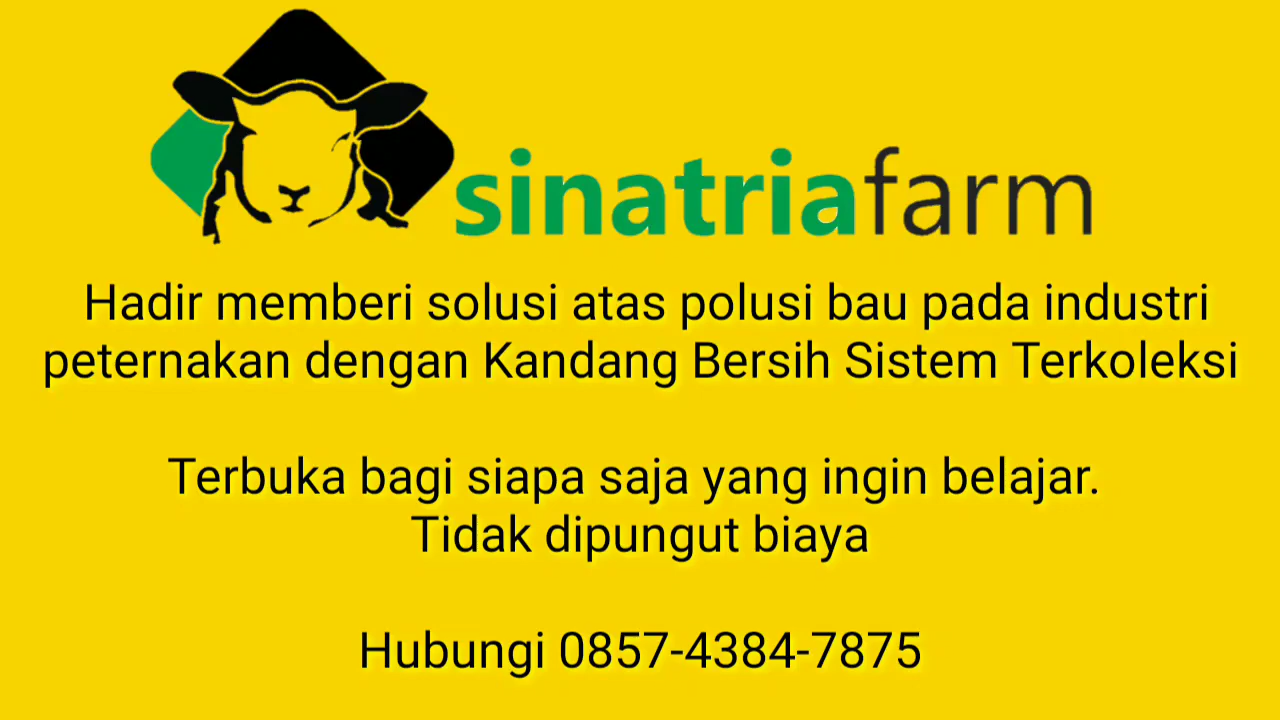 sinatriafarm
Hadir memberi solusi atas polusi bau pada industri
peternakan dengan Kandang Bersih Sistem Terkoleksi
Terbuka bagi siapa saja yang ingin belajar.
Tidak dipungut biaya
Hubungi 0857-4384-7875